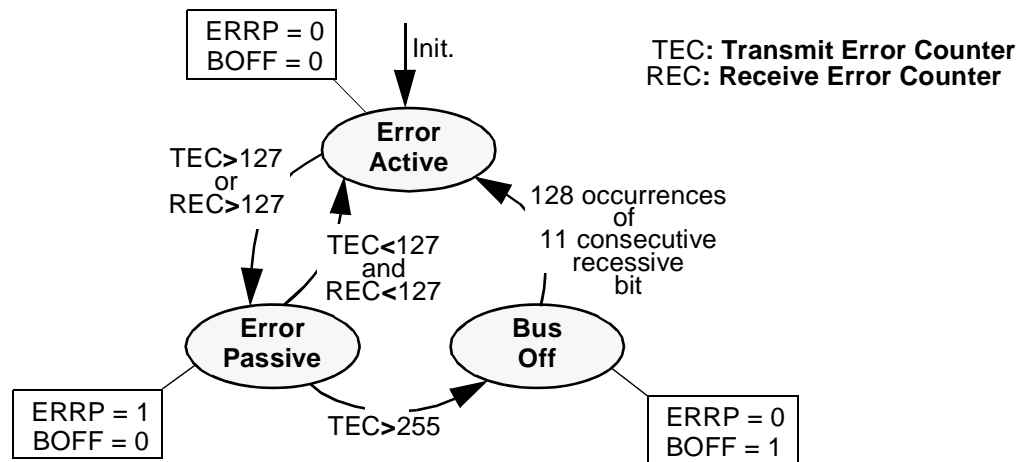 ERRP = 0
BOFF = 0
Init.
TEC: Transmit Error Counter
REC: Receive Error Counter
Error
Active
TEC>127
or
REC>127
TEC<127
and
REC<127
128 occurrences
of
11 consecutive
recessive
bit
Error
Passive
Bus
Off
ERRP = 1
BOFF = 0
TEC>255
ERRP = 0
BOFF = 1